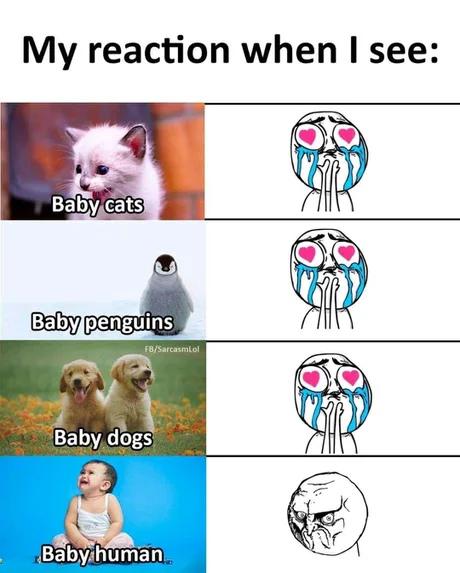 My reaction when I see:
Baby cats
Baby penguins
FB/SarcasmLol
Baby dogs
Baby human